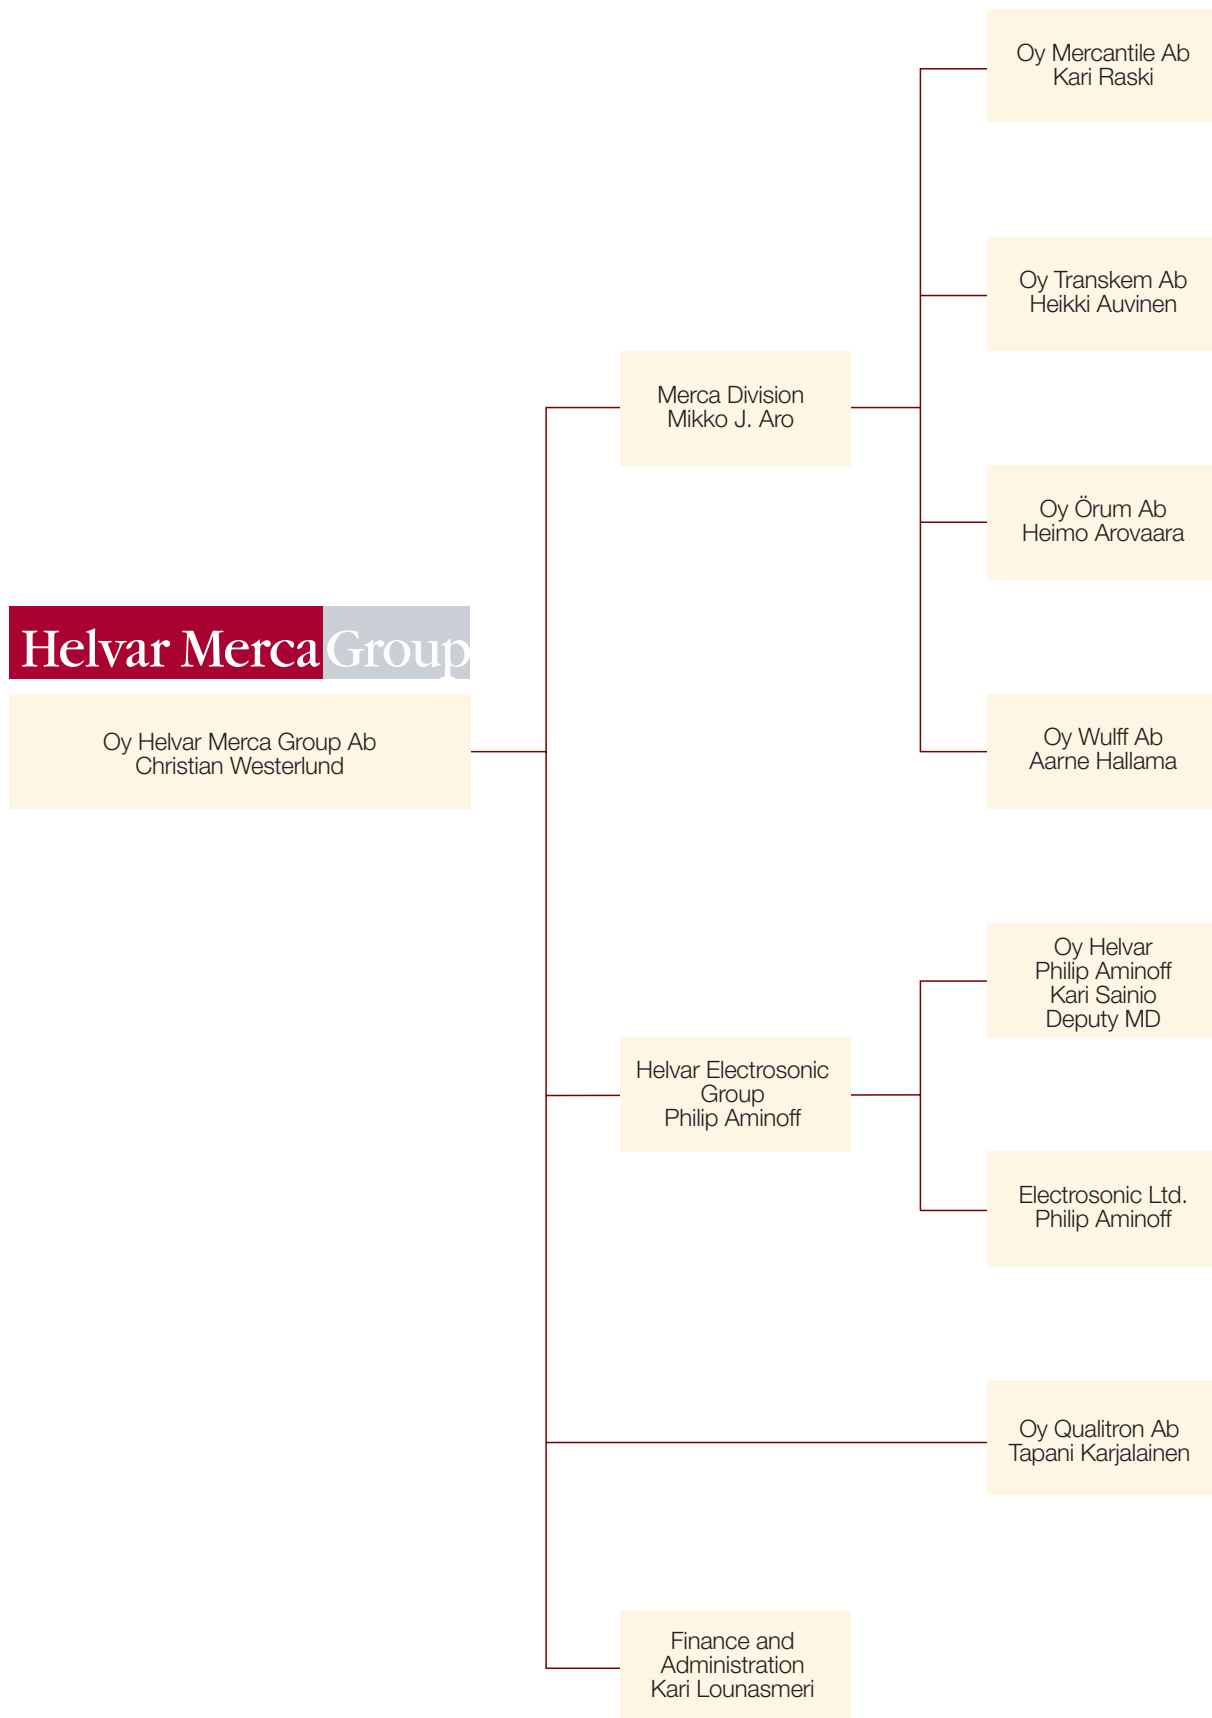 Oy Mercantile Ab
Kari Raski
Oy Transkem Ab
Heikki Auvinen
Merca Division
Mikko J. Aro
Oy Örum Ab
Heimo Arovaara
Helvar Merca Group
Oy Helvar Merca Group Ab
Christian Westerlund
Oy Wulff Ab
Aarne Hallama
Oy Helvar
Philip Aminoff
Kari Sainio
Deputy MD
Helvar Electrosonic
Group
Philip Aminoff
Electrosonic Ltd.
Philip Aminoff
Oy Qualitron Ab
Tapani Karjalainen
Finance and
Administration
Kari Lounasmeri